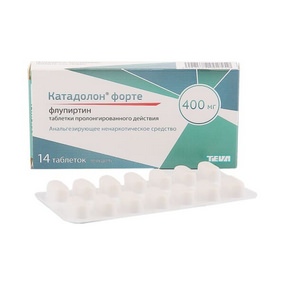 Катадолон® форте
флупиртин
таблетки пролонгированного действия
400 мг
Анальгезирующее ненаркотическое средство
14 таблеток
TEVA